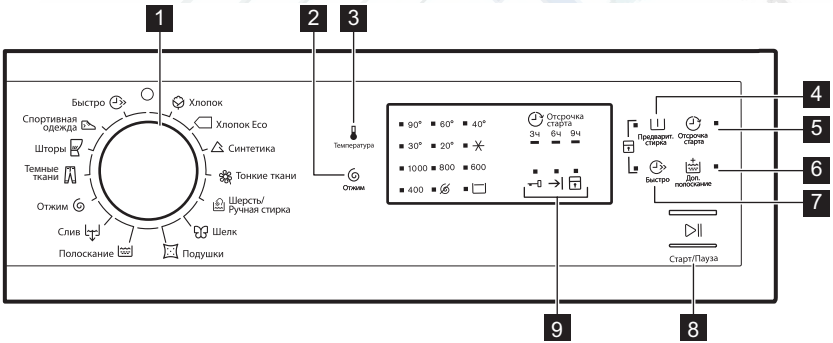 1
2
3
4
5
6
7
8
9
Быстро
Спортивная
одежда
Шторы
Темные
ткани
Отжим
Слив
Полоскание
Хлопок
Хлопок Eco
Синтетика
Тонкие ткани
Шерсть/
Ручная стирка
Шелк
Подушки
Температура
Отжим
90° 60° 40°
30° 20°
1000 800 600
400
Отсрочка
старта
3ч 6ч 9ч
Предварит.
стирка
Отсрочка
старта
Быстро
Доп.
полоскание
Старт/Пауза